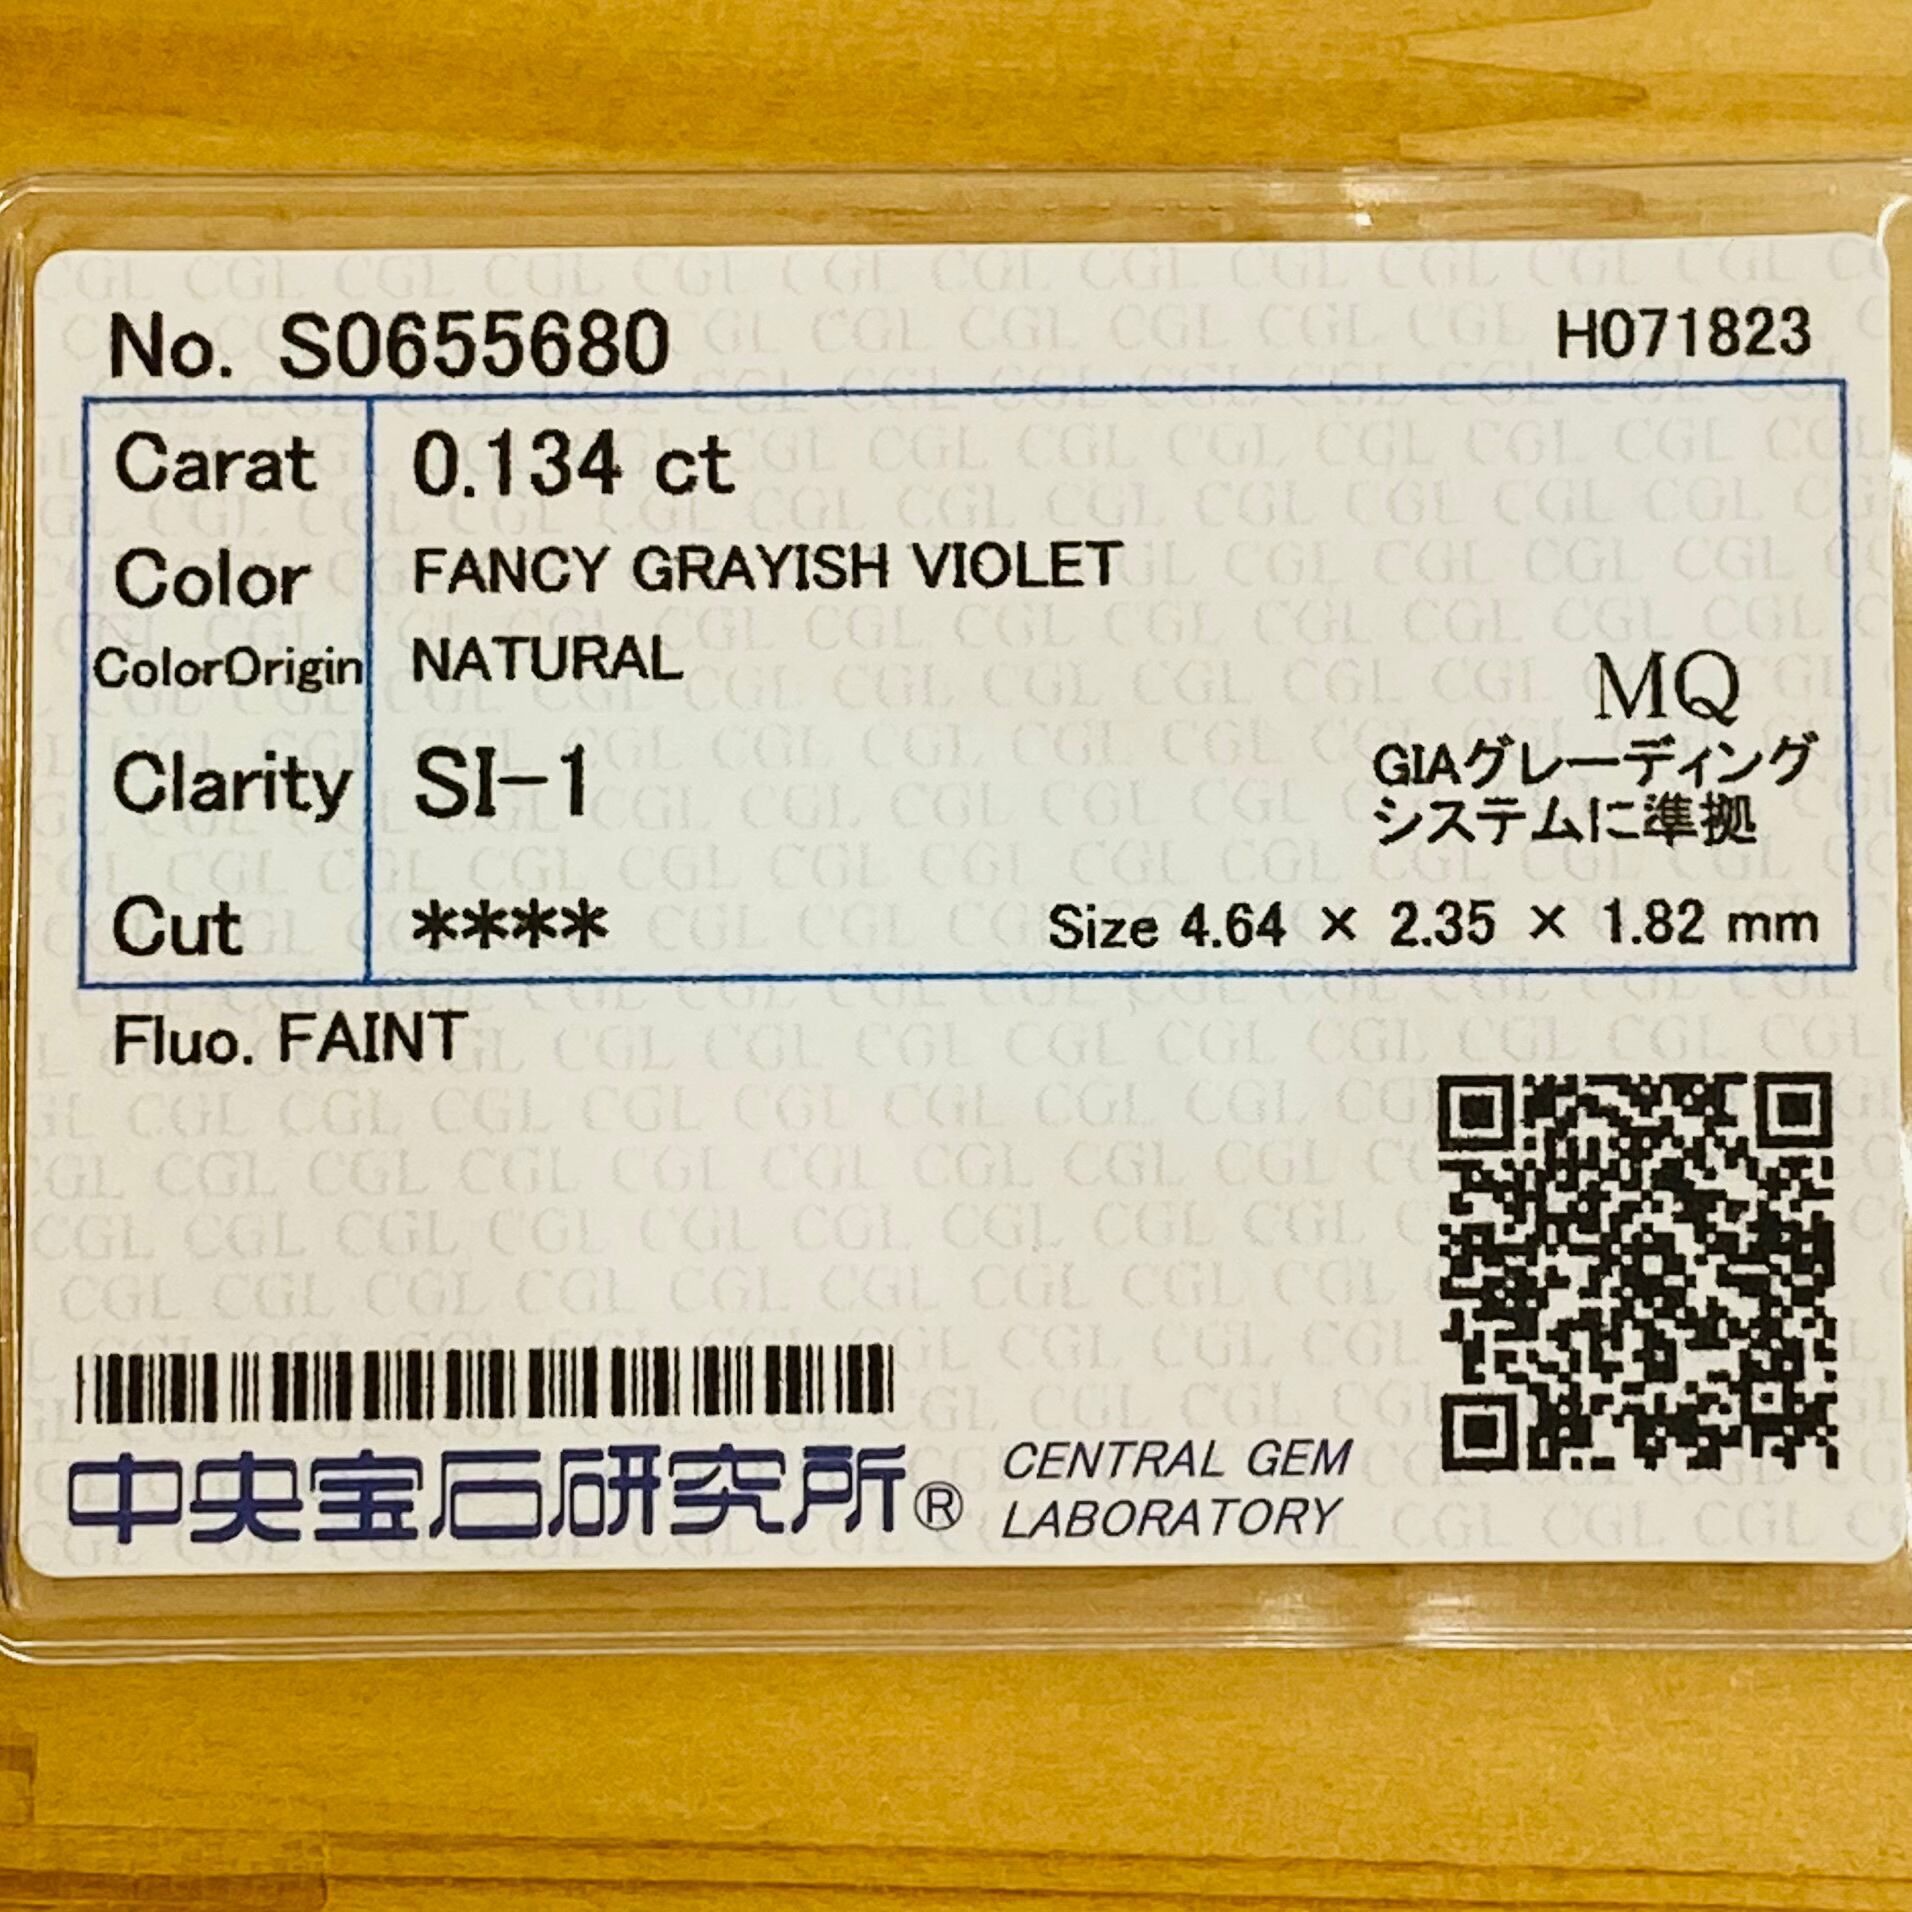 No. S0655680
H071823
Carat 0.134 ct
Color FANCY GRAYISH VIOLET
ColorOrigin NATURAL
MQ
Clarity SI-1
GIAグレーディング
システムに準拠
Cut ****
Size 4.64 × 2.35 × 1.82 mm
Fluo. FAINT
中央宝石研究所®
CENTRAL GEM
LABORATORY